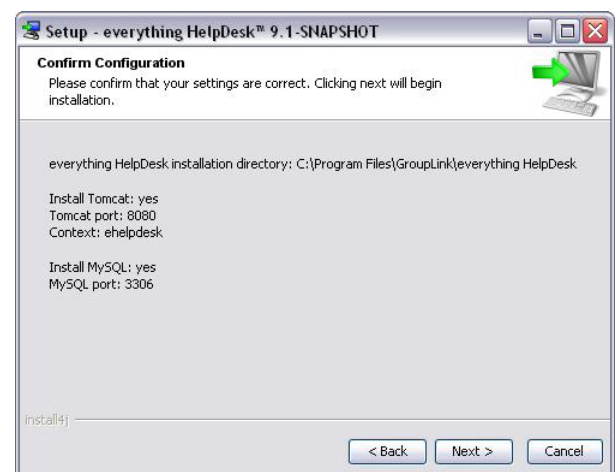 Setup - everything HelpDesk™ 9.1-SNAPSHOT
Confirm Configuration
Please confirm that your settings are correct. Clicking next will begin
installation.
everything HelpDesk installation directory: C:\Program Files\GroupLink\everything HelpDesk
Install Tomcat: yes
Tomcat port: 8080
Context: ehelpdesk
Install MySQL: yes
MySQL port: 3306
install4j
< Back
Next >
Cancel